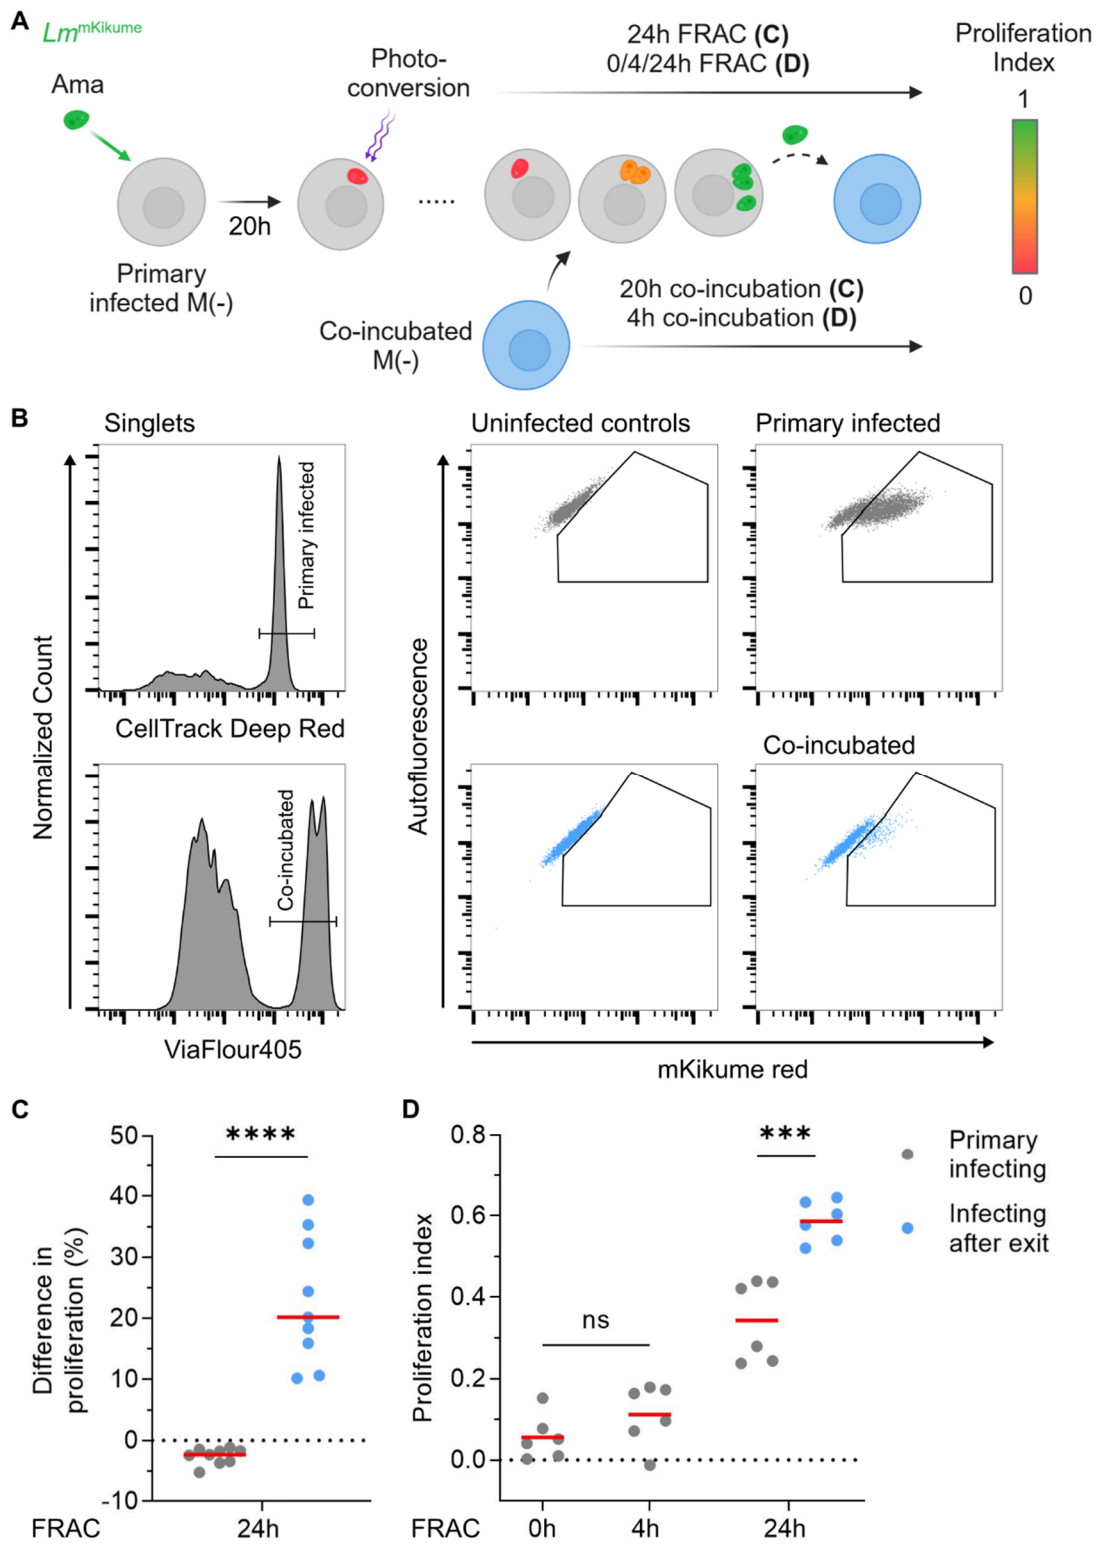 A
Lm mKikume
Ama
Photo-
conversion
24h FRAC (C)
0/4/24h FRAC (D)
Proliferation
Index
1
0
20h
.....
Primary
infected M(-)
Co-incubated
M(-)
20h co-incubation (C)
4h co-incubation (D)
B
Singlets
Uninfected controls
Primary infected
Primary infected
CellTrack Deep Red
Co-incubated
Co-incubated
ViaFlour405
Normalized Count
Autofluorescence
mKikume red
C
****
50
40
30
20
10
0
-10
Difference in
proliferation (%)
FRAC
24h
D
***
ns
0.8
0.6
0.4
0.2
0.0
Proliferation index
FRAC
0h
4h
24h
Primary
infecting
Infecting
after exit